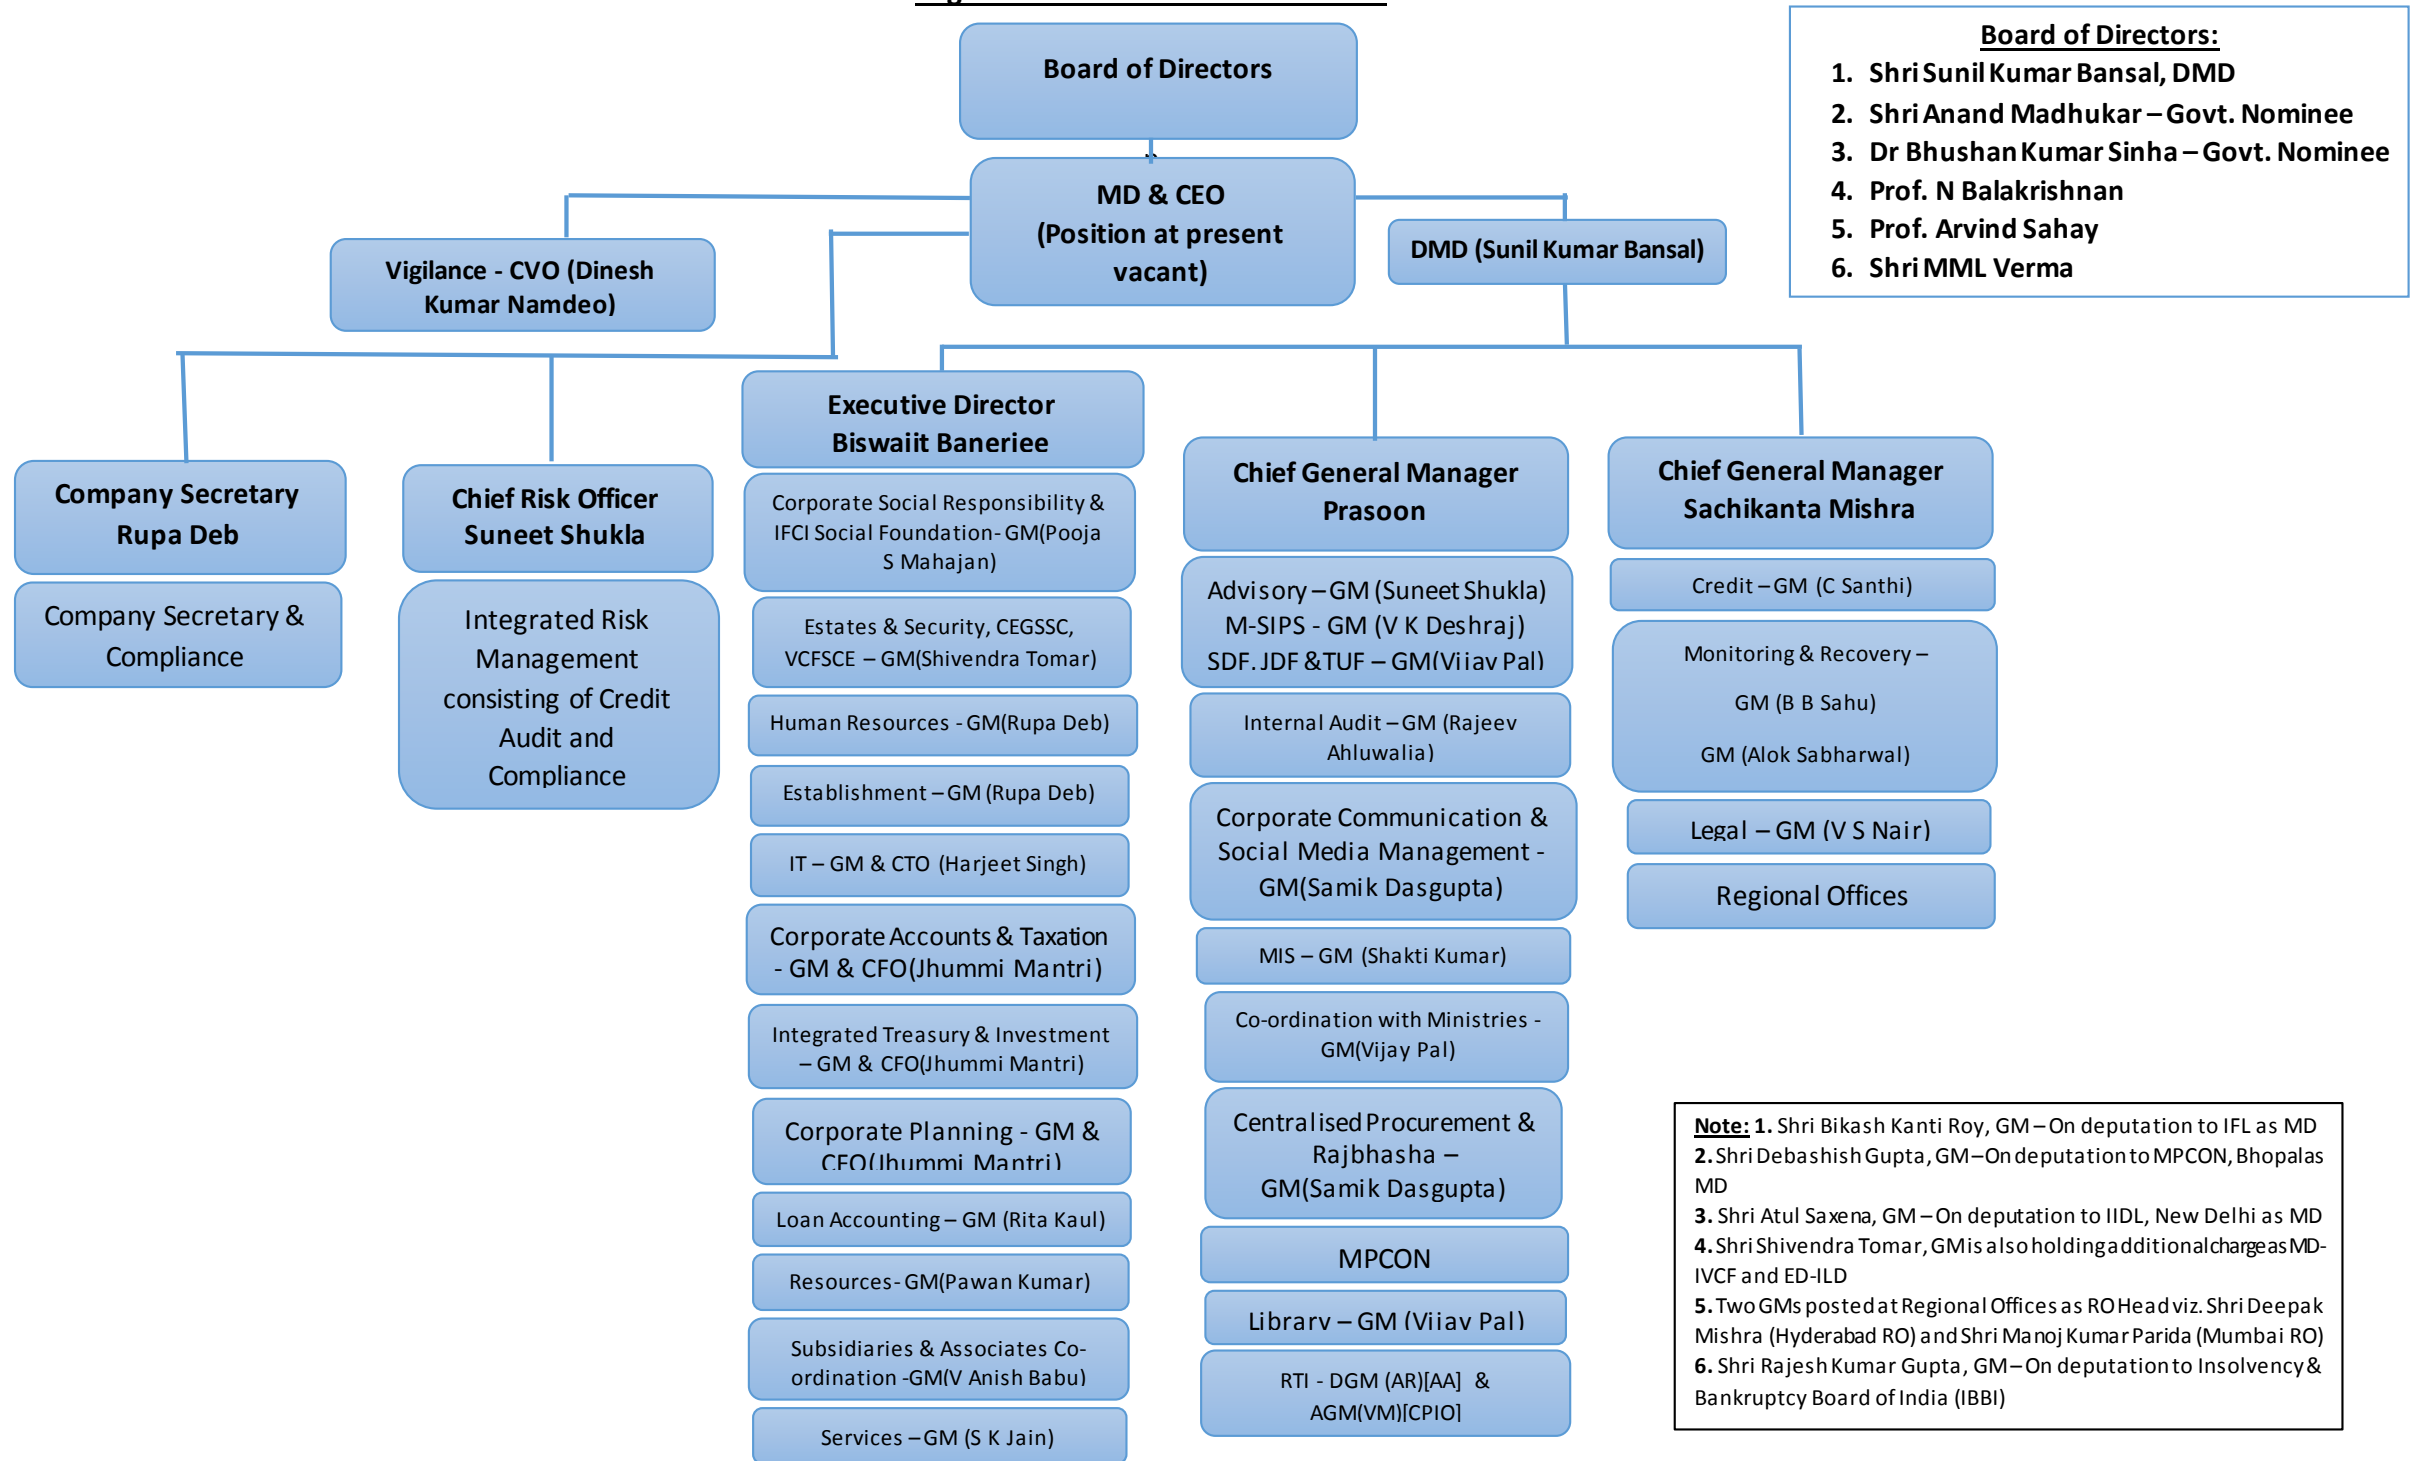 Board of Directors
MD & CEO
(Position at present
vacant)
Vigilance - CVO (Dinesh
Kumar Namdeo)
DMD (Sunil Kumar Bansal)
Board of Directors:
1. Shri Sunil Kumar Bansal, DMD
2. Shri Anand Madhukar – Govt. Nominee
3. Dr Bhushan Kumar Sinha – Govt. Nominee
4. Prof. N Balakrishnan
5. Prof. Arvind Sahay
6. Shri MML Verma
Company Secretary
Rupa Deb
Company Secretary &
Compliance
Chief Risk Officer
Suneet Shukla
Integrated Risk
Management
consisting of Credit
Audit and
Compliance
Executive Director
Biswajit Banerjee
Corporate Social Responsibility &
IFCI Social Foundation- GM(Pooja
S Mahajan)
Estates & Security, CEGSSC,
VCFSCE – GM(Shivendra Tomar)
Human Resources - GM(Rupa Deb)
Establishment – GM (Rupa Deb)
IT – GM & CTO (Harjeet Singh)
Corporate Accounts & Taxation
- GM & CFO(Jhummi Mantri)
Integrated Treasury & Investment
– GM & CFO(Jhummi Mantri)
Corporate Planning - GM &
CFO(Jhummi Mantri)
Loan Accounting – GM (Rita Kaul)
Resources- GM(Pawan Kumar)
Subsidiaries & Associates Co-
ordination -GM(V Anish Babu)
Services – GM (S K Jain)
Chief General Manager
Prasoon
Advisory – GM (Suneet Shukla)
M-SIPS - GM (V K Deshraj)
SDF, JDF &TUF – GM(Vijay Pal)
Internal Audit – GM (Rajeev
Ahluwalia)
Corporate Communication &
Social Media Management -
GM(Samik Dasgupta)
MIS – GM (Shakti Kumar)
Co-ordination with Ministries -
GM(Vijay Pal)
Centralised Procurement &
Rajbhasha –
GM(Samik Dasgupta)
MPCON
Library – GM (Vijay Pal)
RTI - DGM (AR)[AA] &
AGM(VM)[CPIO]
Chief General Manager
Sachikanta Mishra
Credit – GM (C Santhi)
Monitoring & Recovery –
GM (B B Sahu)
GM (Alok Sabharwal)
Legal – GM (V S Nair)
Regional Offices
Note: 1. Shri Bikash Kanti Roy, GM – On deputation to IFL as MD
2. Shri Debashish Gupta, GM – On deputation to MPCON, Bhopal as
MD
3. Shri Atul Saxena, GM – On deputation to IIDL, New Delhi as MD
4. Shri Shivendra Tomar, GM is also holding additional charge as MD-
IVCF and ED-ILD
5. Two GMs posted at Regional Offices as RO Head viz. Shri Deepak
Mishra (Hyderabad RO) and Shri Manoj Kumar Parida (Mumbai RO)
6. Shri Rajesh Kumar Gupta, GM – On deputation to Insolvency &
Bankruptcy Board of India (IBBI)